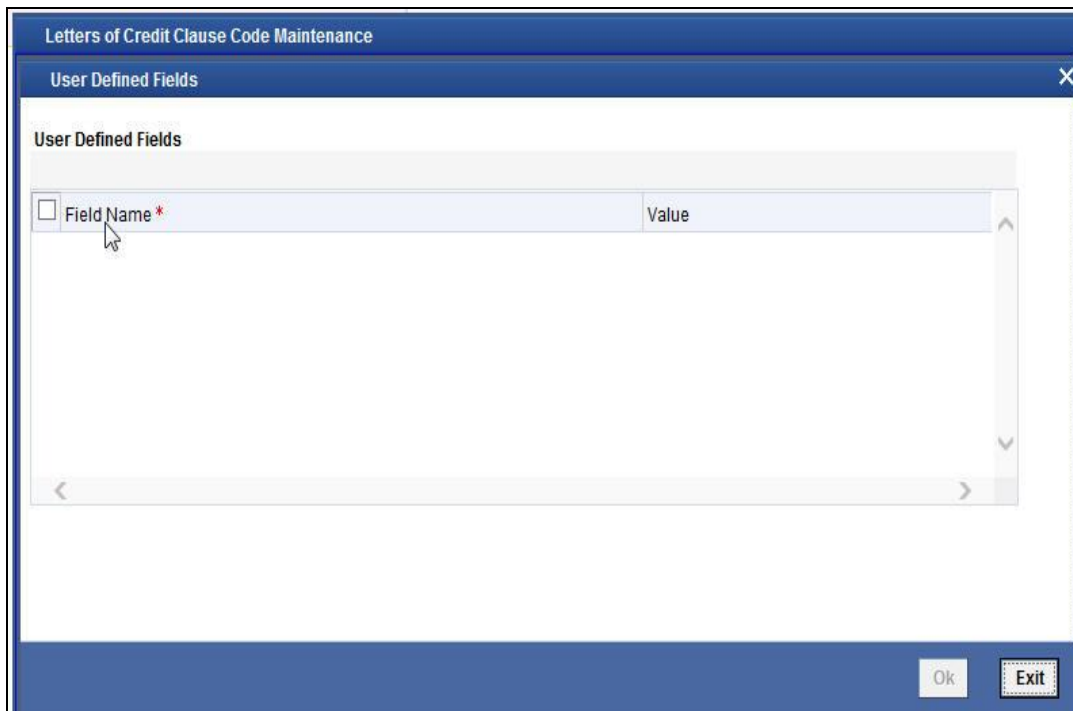 Letters of Credit Clause Code Maintenance
User Defined Fields
User Defined Fields
Field Name * Value
Ok Exit